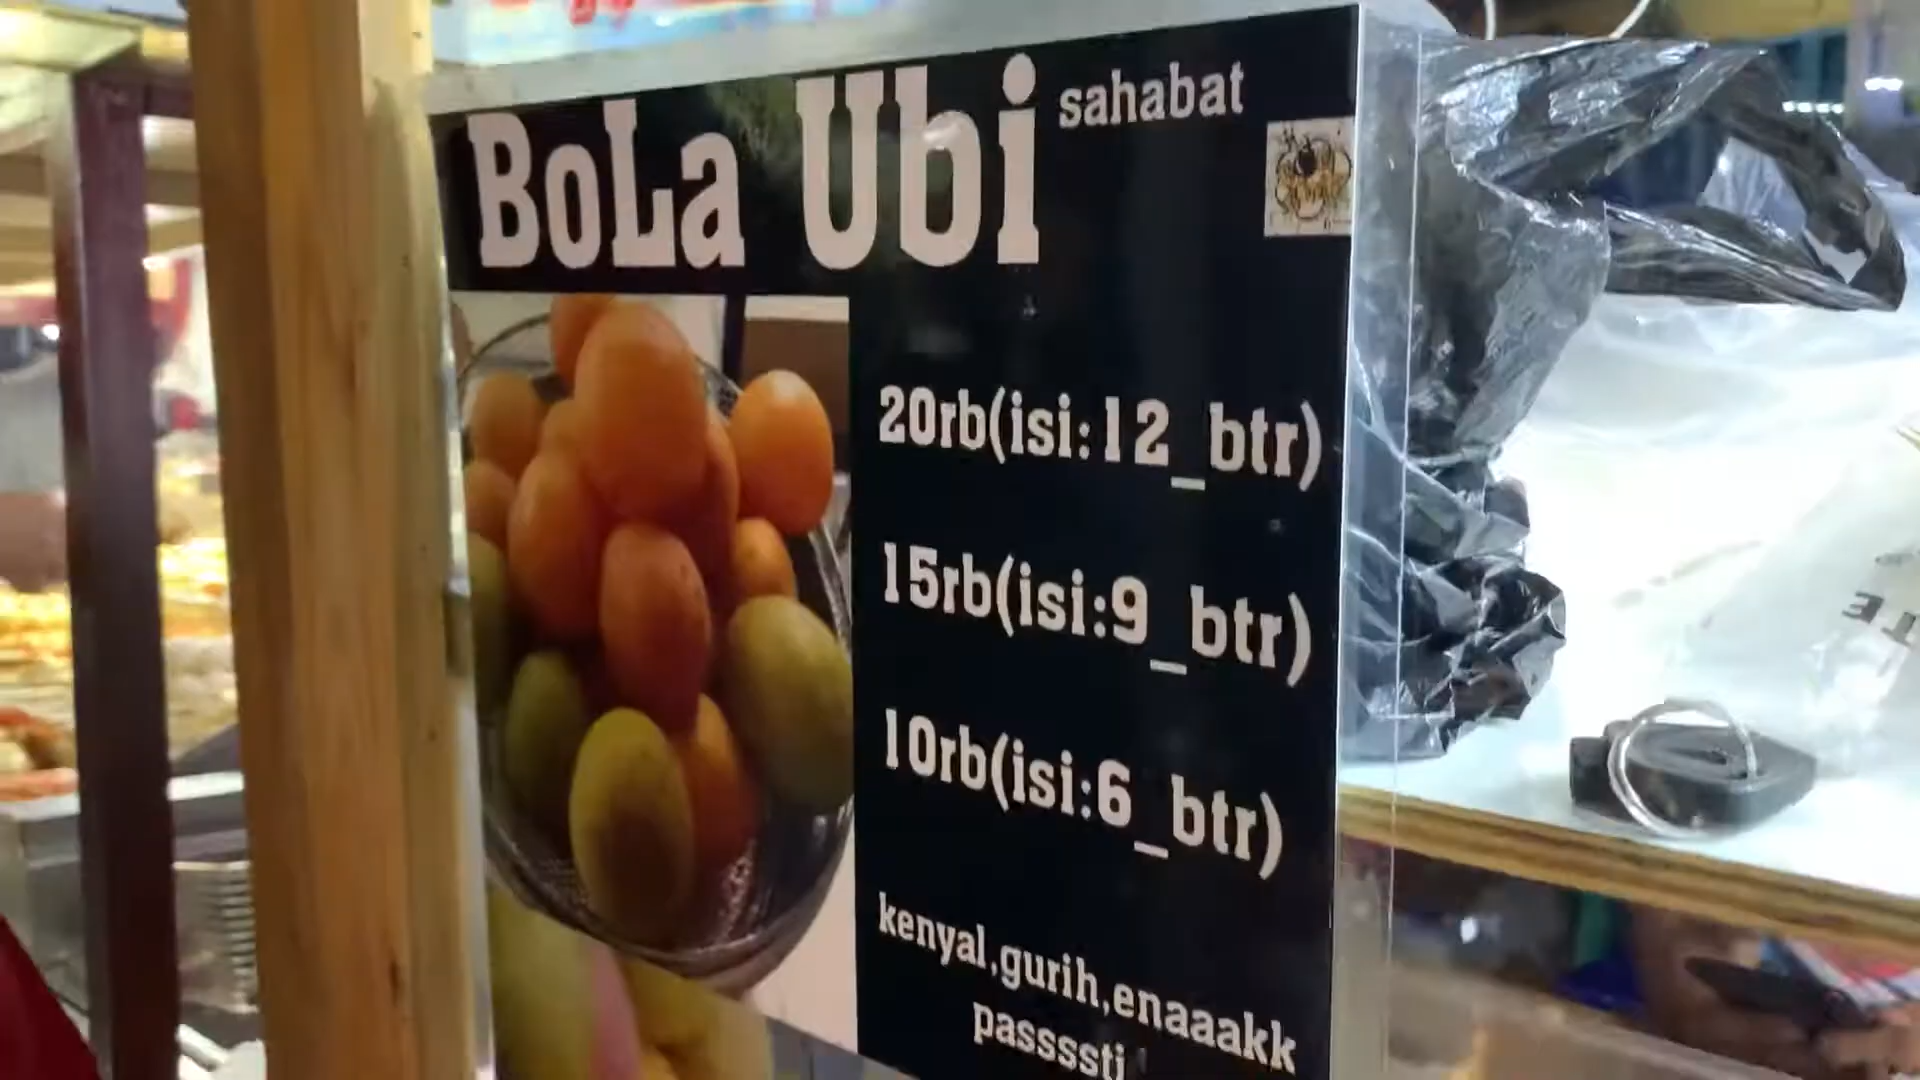 BoLa Ubi sahabat
20rb(isi:12_btr)
15rb(isi:9_btr)
10rb(isi:6_btr)
kenyal,gurih,enaaakk
passssti